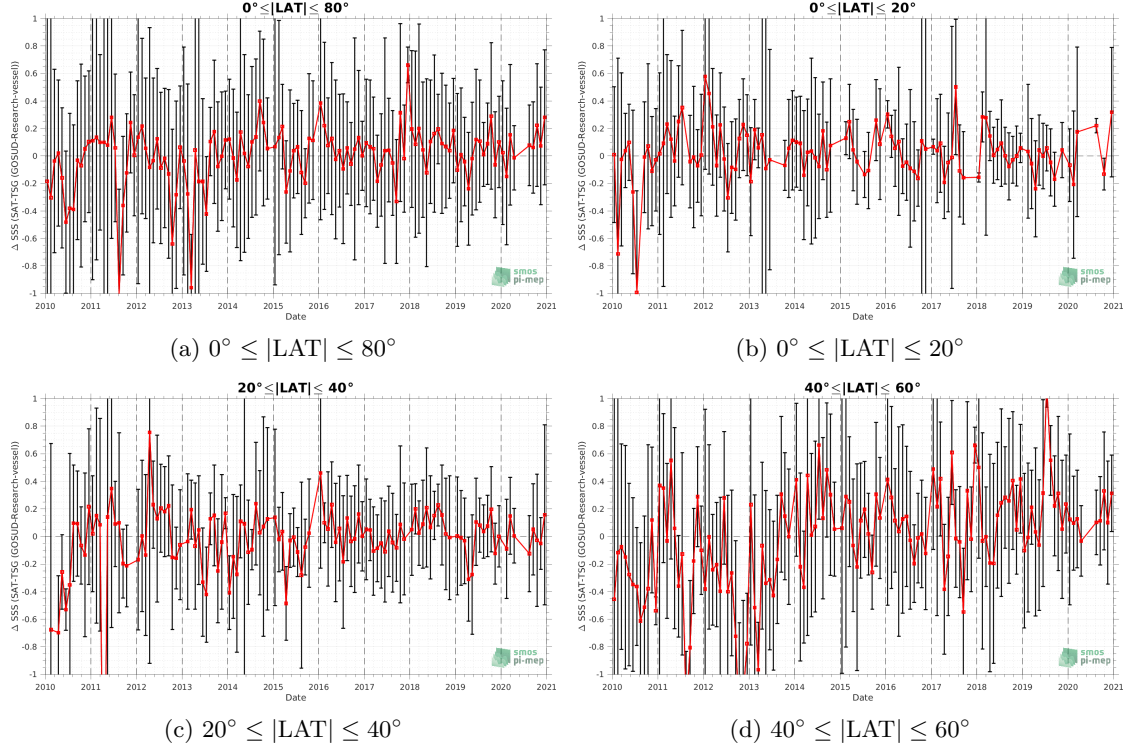 0°≤|LAT|≤ 80°
Δ SSS (SAT-TSG (GOSUD-Research-vessel))
1
0.8
0.6
0.4
0.2
0
-0.2
-0.4
-0.6
-0.8
-1
2010 2011 2012 2013 2014 2015 2016 2017 2018 2019 2020 2021
Date
smos
pi-mep
(a) 0° ≤ |LAT| ≤ 80°
0°≤|LAT|≤ 20°
Δ SSS (SAT-TSG (GOSUD-Research-vessel))
1
0.8
0.6
0.4
0.2
0
-0.2
-0.4
-0.6
-0.8
-1
2010 2011 2012 2013 2014 2015 2016 2017 2018 2019 2020 2021
Date
smos
pi-mep
(b) 0° ≤ |LAT| ≤ 20°
20°≤|LAT|≤ 40°
Δ SSS (SAT-TSG (GOSUD-Research-vessel))
1
0.8
0.6
0.4
0.2
0
-0.2
-0.4
-0.6
-0.8
-1
2010 2011 2012 2013 2014 2015 2016 2017 2018 2019 2020 2021
Date
smos
pi-mep
(c) 20° ≤ |LAT| ≤ 40°
40°≤|LAT|≤ 60°
Δ SSS (SAT-TSG (GOSUD-Research-vessel))
1
0.8
0.6
0.4
0.2
0
-0.2
-0.4
-0.6
-0.8
-1
2010 2011 2012 2013 2014 2015 2016 2017 2018 2019 2020 2021
Date
smos
pi-mep
(d) 40° ≤ |LAT| ≤ 60°